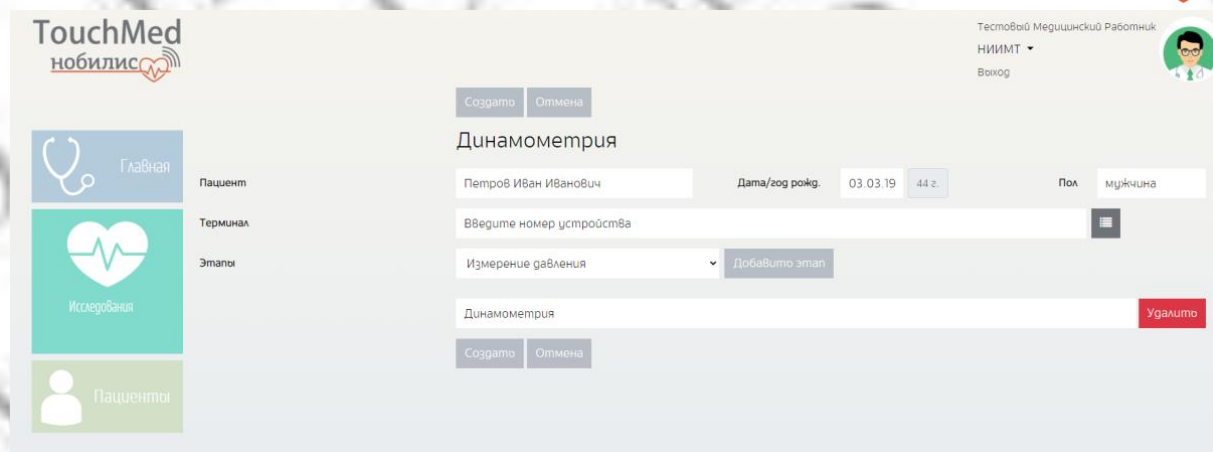 TouchMed
нобилис
Тестовый Медицинский Работник
НИИМТ
Выход
Создать Отмена
Динамометрия
Главная
Пациент Петров Иван Иванович Дата/год рожд. 03.03.19 44 г. Пол мужчина
Терминал Введите номер устройства
Этапы Измерение давления Добавить этап
Исследования
Динамометрия Удалить
Создать Отмена
Пациенты